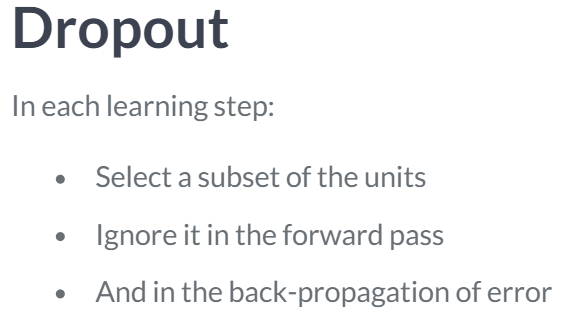 Dropout
In each learning step:
• Select a subset of the units
• Ignore it in the forward pass
• And in the back-propagation of error